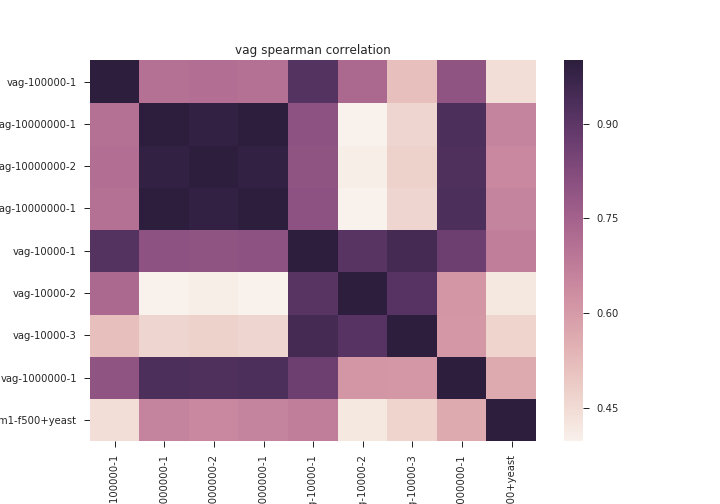 vag spearman correlation
vag-100000-1
ag-10000000-1
ag-10000000-2
ag-10000000-1
vag-10000-1
vag-10000-2
vag-10000-3
vag-1000000-1
m1-f500+yeast
0.90
0.75
0.60
0.45
100000-1
0000000-1
0000000-2
0000000-1
g-10000-1
g-10000-2
g-10000-3
000000-1
00+yeast